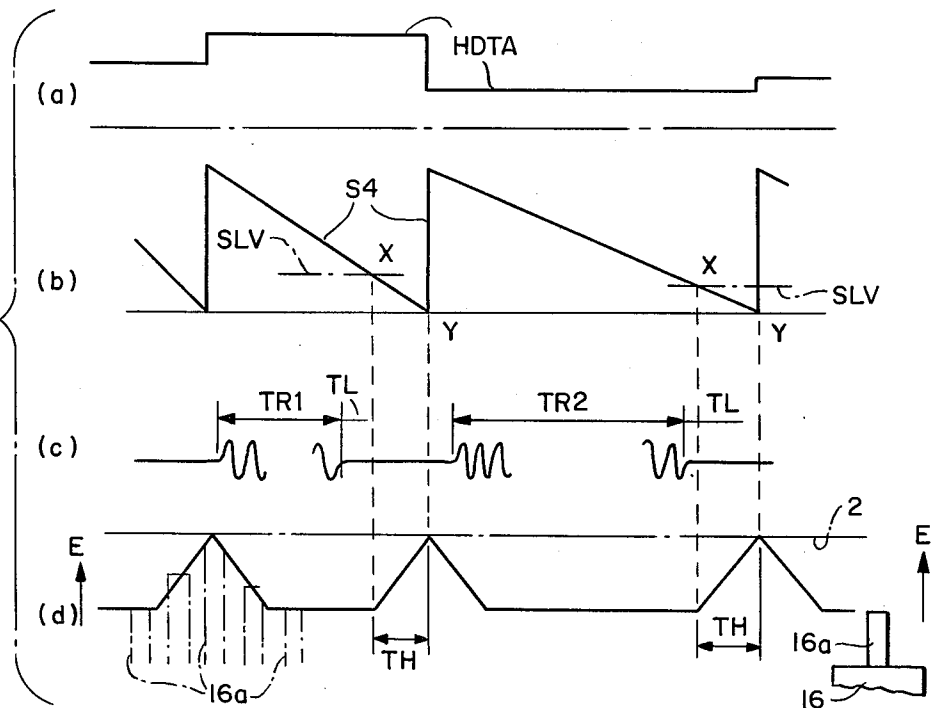 HDTA
(a)
S4
SLV
X
X
(b)
SLV
Y
Y
TR1
TL
TR2
TL
(c)
2
E
E
(d)
TH
TH
16a
16a
16